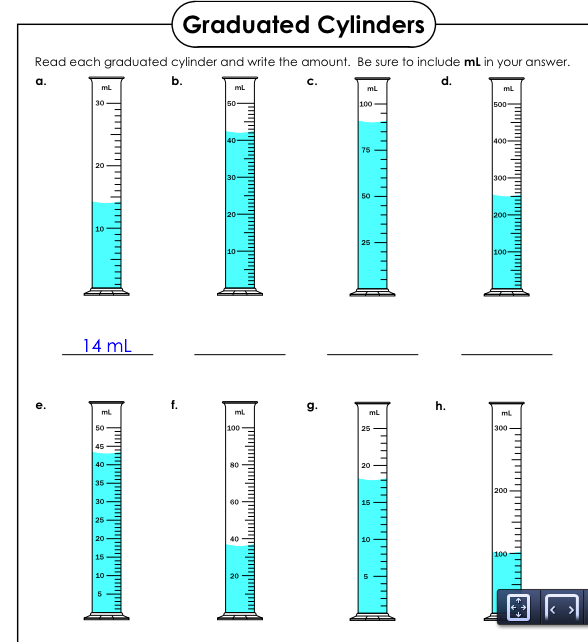 Graduated Cylinders
Read each graduated cylinder and write the amount. Be sure to include mL in your answer.
a. b. c. d.
mL mL mL mL
30 50 100 500
40 75 400
20 30 50 300
10 20 25 200
10 100
14 mL
e. f. g. h.
mL mL mL mL
50 100 25 300
45
40 80 20
35 200
30 60 15
25
20 40 10 100
15
10 20 5
5